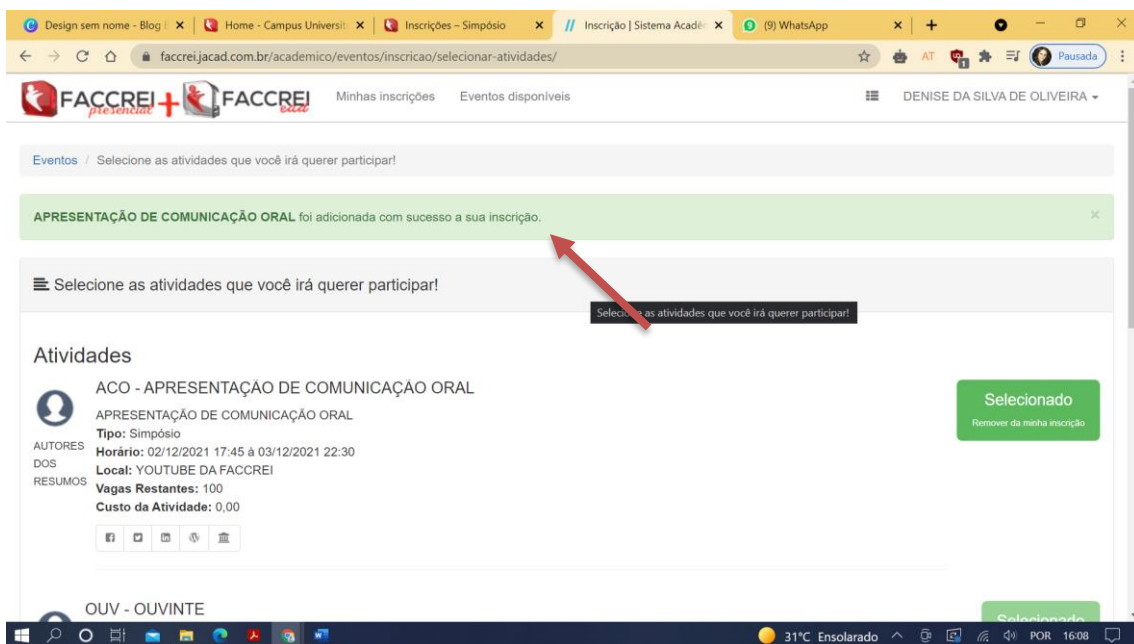 Design sem nome - Blog
Home - Campus Universit
Inscrições – Simpósio
Inscrição | Sistema Acadê
(9) WhatsApp
faccrei.jacad.com.br/academico/eventos/inscricao/selecionar-atividades/
AT
Pausada
FACCREI presencial + FACCREI ead
Minhas inscrições
Eventos disponíveis
DENISE DA SILVA DE OLIVEIRA
Eventos / Selecione as atividades que você irá querer participar!
APRESENTAÇÃO DE COMUNICAÇÃO ORAL foi adicionada com sucesso a sua inscrição.
Selecione as atividades que você irá querer participar!
Selecione as atividades que você irá querer participar!
Atividades
ACO - APRESENTAÇÃO DE COMUNICAÇÃO ORAL
APRESENTAÇÃO DE COMUNICAÇÃO ORAL
Tipo: Simpósio
Horário: 02/12/2021 17:45 à 03/12/2021 22:30
Local: YOUTUBE DA FACCREI
Vagas Restantes: 100
Custo da Atividade: 0,00
AUTORES
DOS
RESUMOS
Selecionado
Remover da minha inscrição
OUV - OUVINTE
Selecionado
31°C Ensolarado
POR
16:08